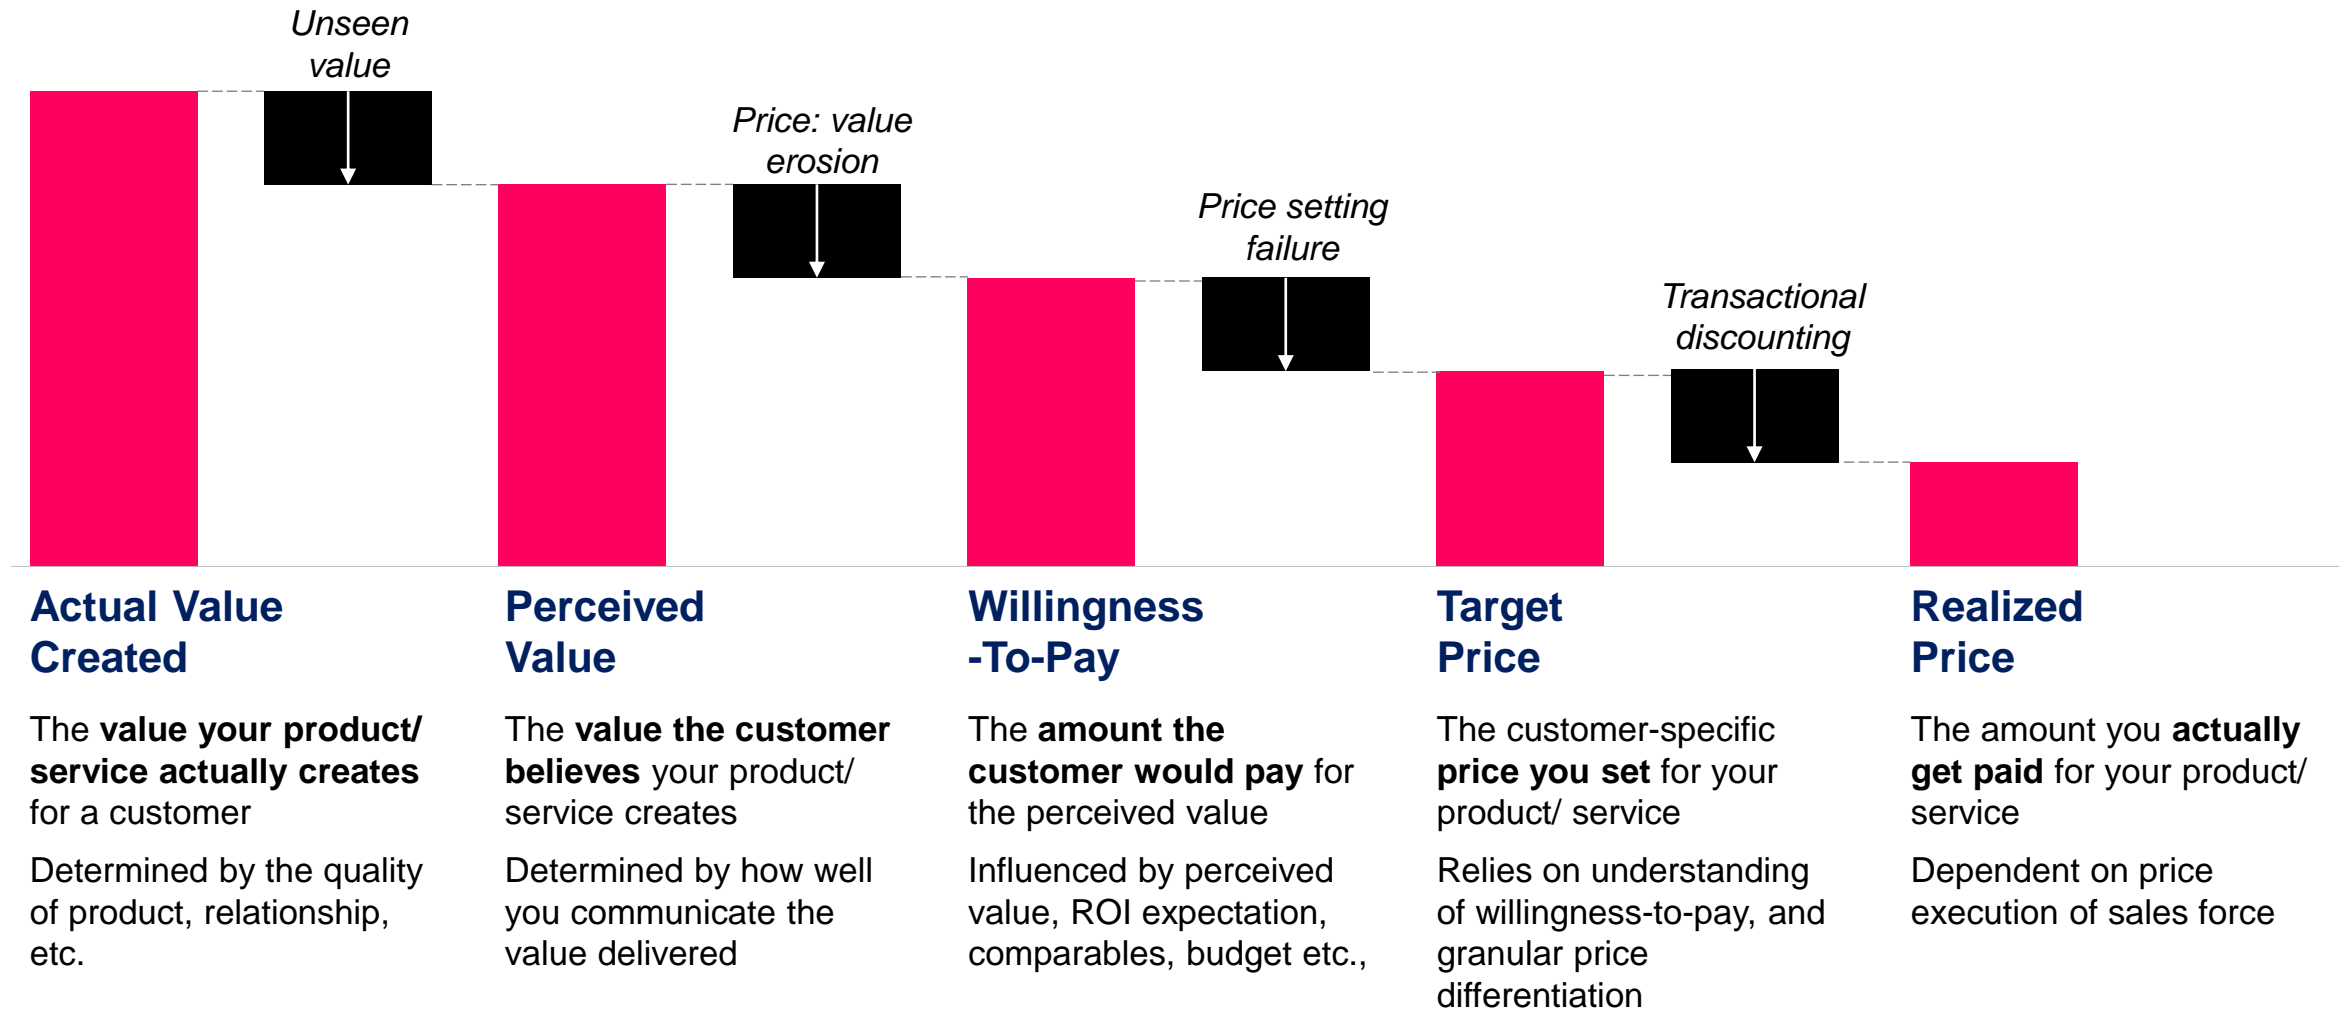 Unseen
value
Price: value
erosion
Price setting
failure
Transactional
discounting
Actual Value
Created
The value your product/
service actually creates
for a customer
Determined by the quality
of product, relationship,
etc.
Perceived
Value
The value the customer
believes your product/
service creates
Determined by how well
you communicate the
value delivered
Willingness
-To-Pay
The amount the
customer would pay for
the perceived value
Influenced by perceived
value, ROI expectation,
comparables, budget etc.,
Target
Price
The customer-specific
price you set for your
product/ service
Relies on understanding
of willingness-to-pay, and
granular price
differentiation
Realized
Price
The amount you actually
get paid for your product/
service
Dependent on price
execution of sales force